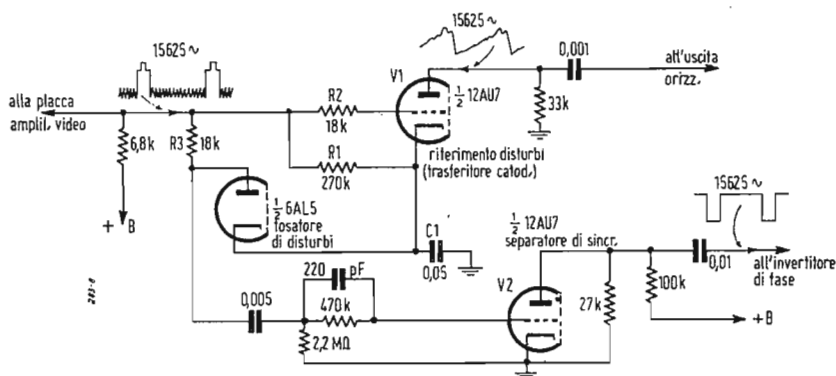 15625 ∼
alla placca
amplif. video
6,8k
+ B
R3
18k
R2
18k
R1
270k
V1
½ 12AU7
riferimento disturbi
(trasferitore catod.)
15625 ∼
0,001
all'uscita
orizz.
33k
½ 6AL5
tosatore
di disturbi
C1
0,05
½ 12AU7
separatore di sincr.
15625 ∼
0,01
all'invertitore
di fase
0,005
220 pF
470k
2,2 MΩ
V2
27k
100k
+B